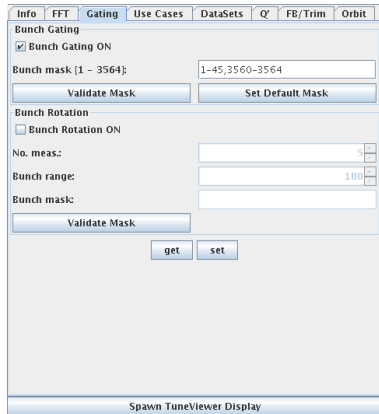 Info FFT Gating Use Cases DataSets Q' FB/Trim Orbit
Bunch Gating
Bunch Gating ON
Bunch mask [1 - 3564]: 1-45,3560-3564
Validate Mask Set Default Mask
Bunch Rotation
Bunch Rotation ON
No. meas.: 5
Bunch range: 100
Bunch mask:
Validate Mask
get set
Spawn TuneViewer Display